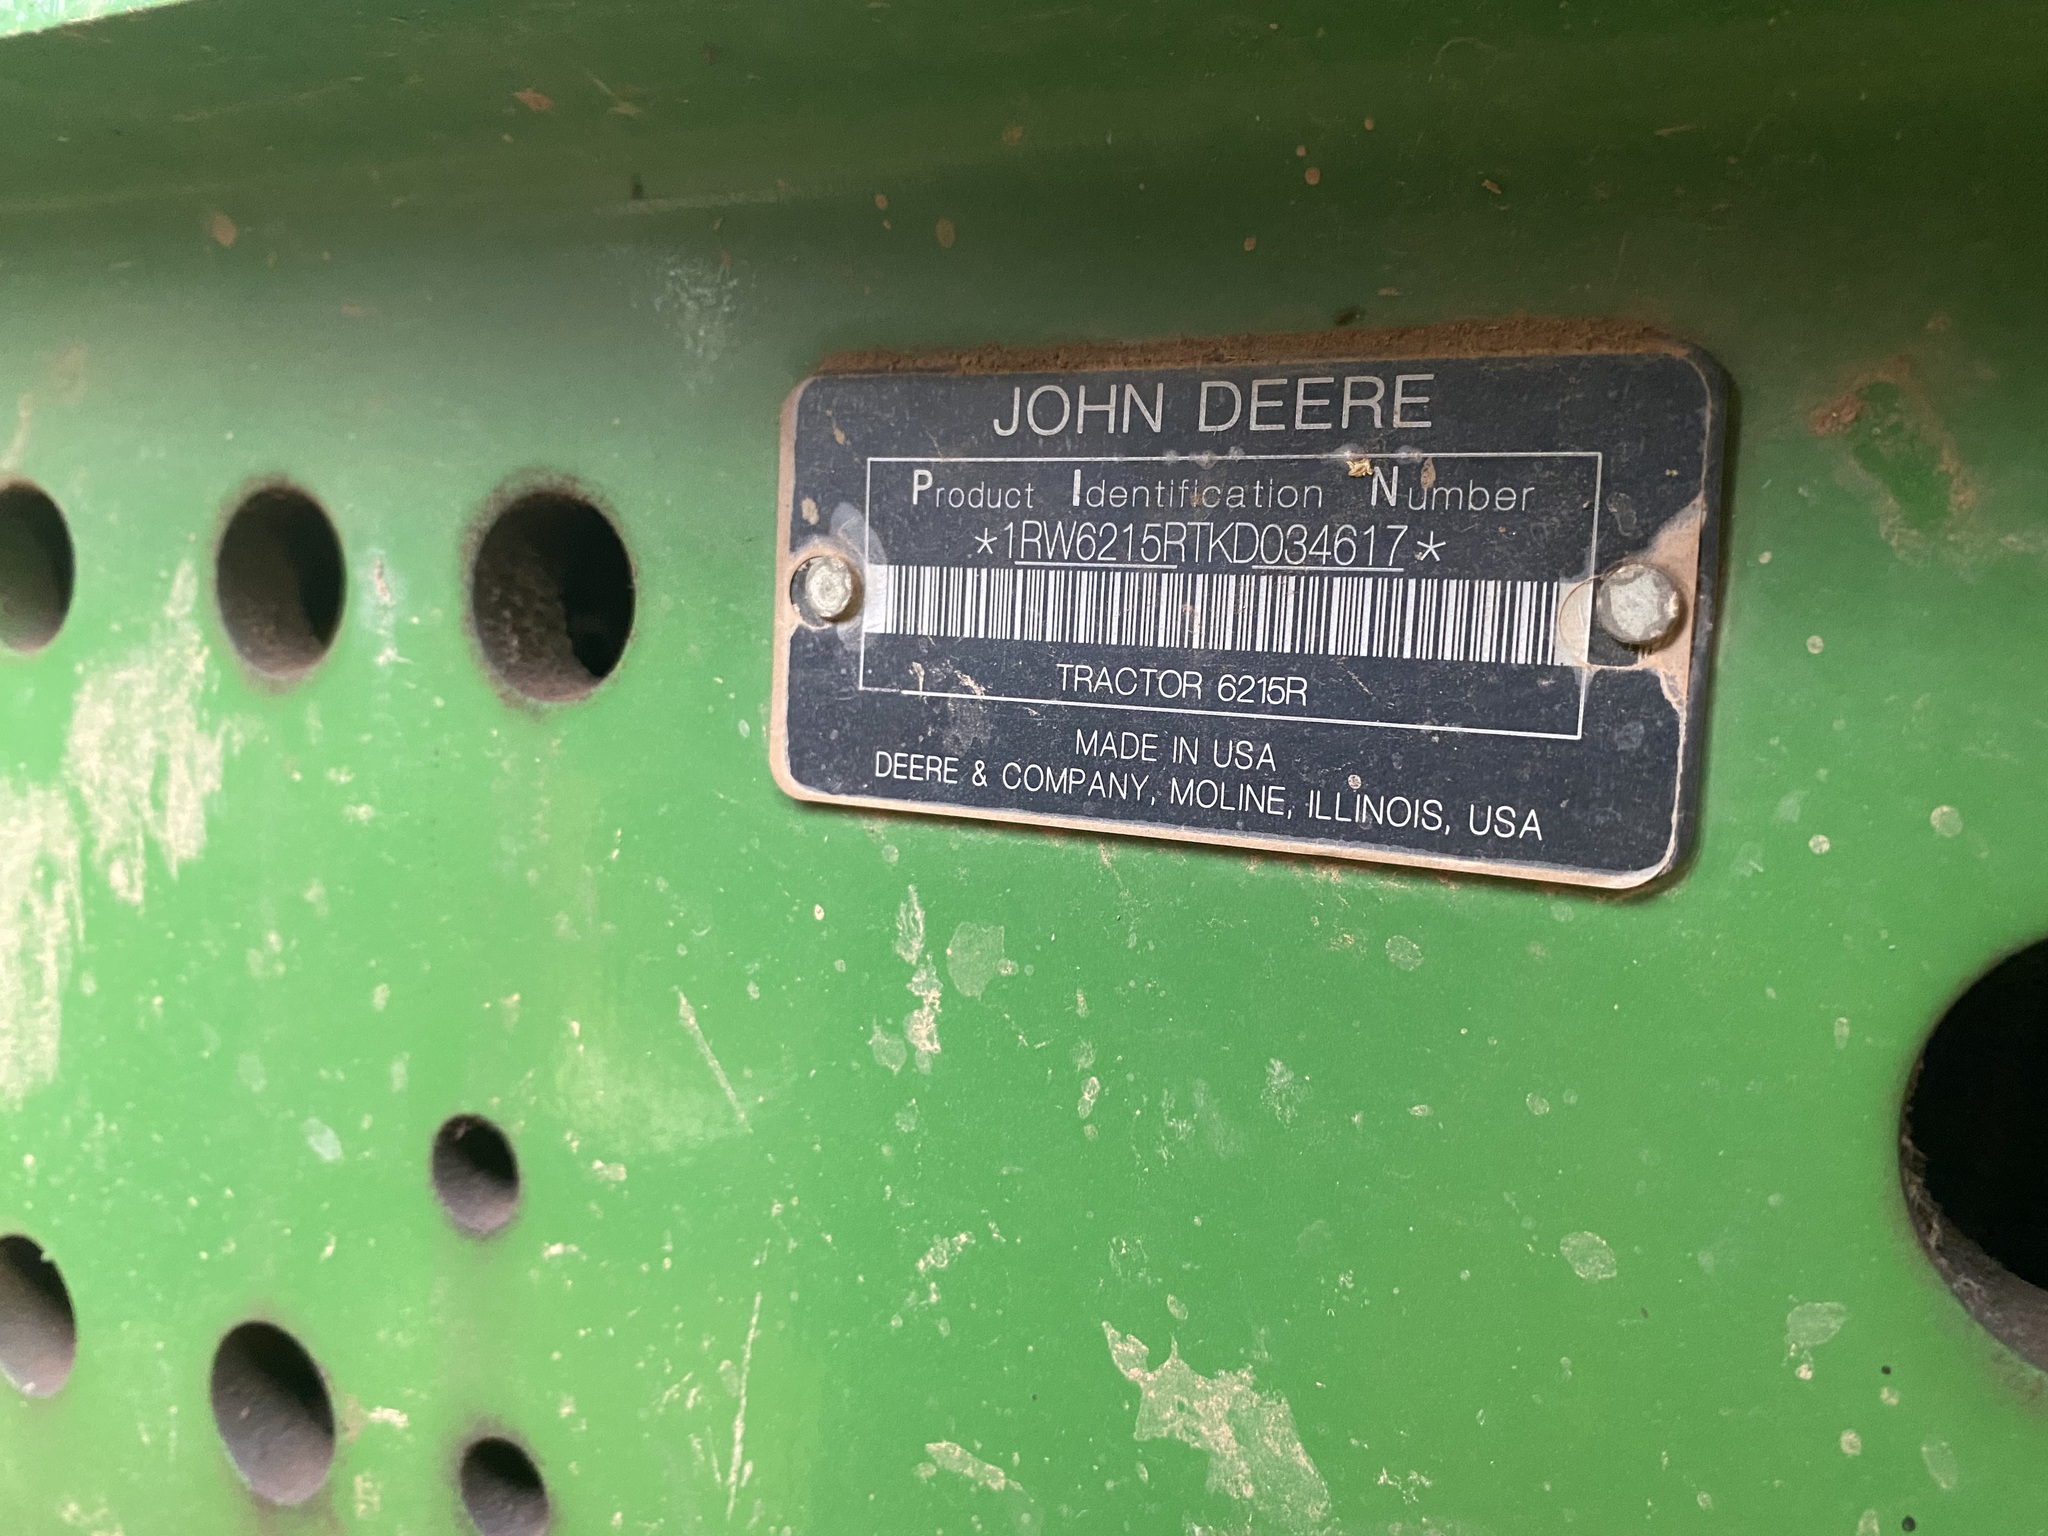 JOHN DEERE
Product Identification Number
*1RW6215RTKD034617*
TRACTOR 6215R
MADE IN USA
DEERE & COMPANY, MOLINE, ILLINOIS, USA